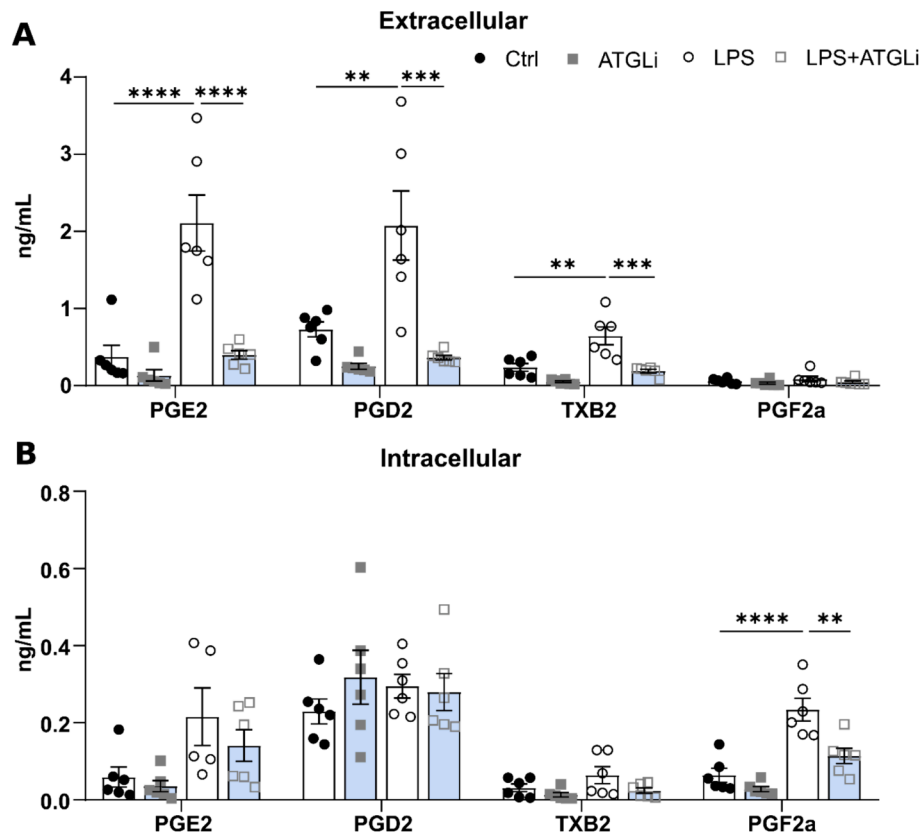 A
Extracellular
Ctrl ATGLi LPS LPS+ATGLi
4
3
2
1
0
ng/mL
**** ****
** ***
** ***
PGE2 PGD2 TXB2 PGF2a
B
Intracellular
0.8
0.6
0.4
0.2
0.0
ng/mL
**** **
PGE2 PGD2 TXB2 PGF2a